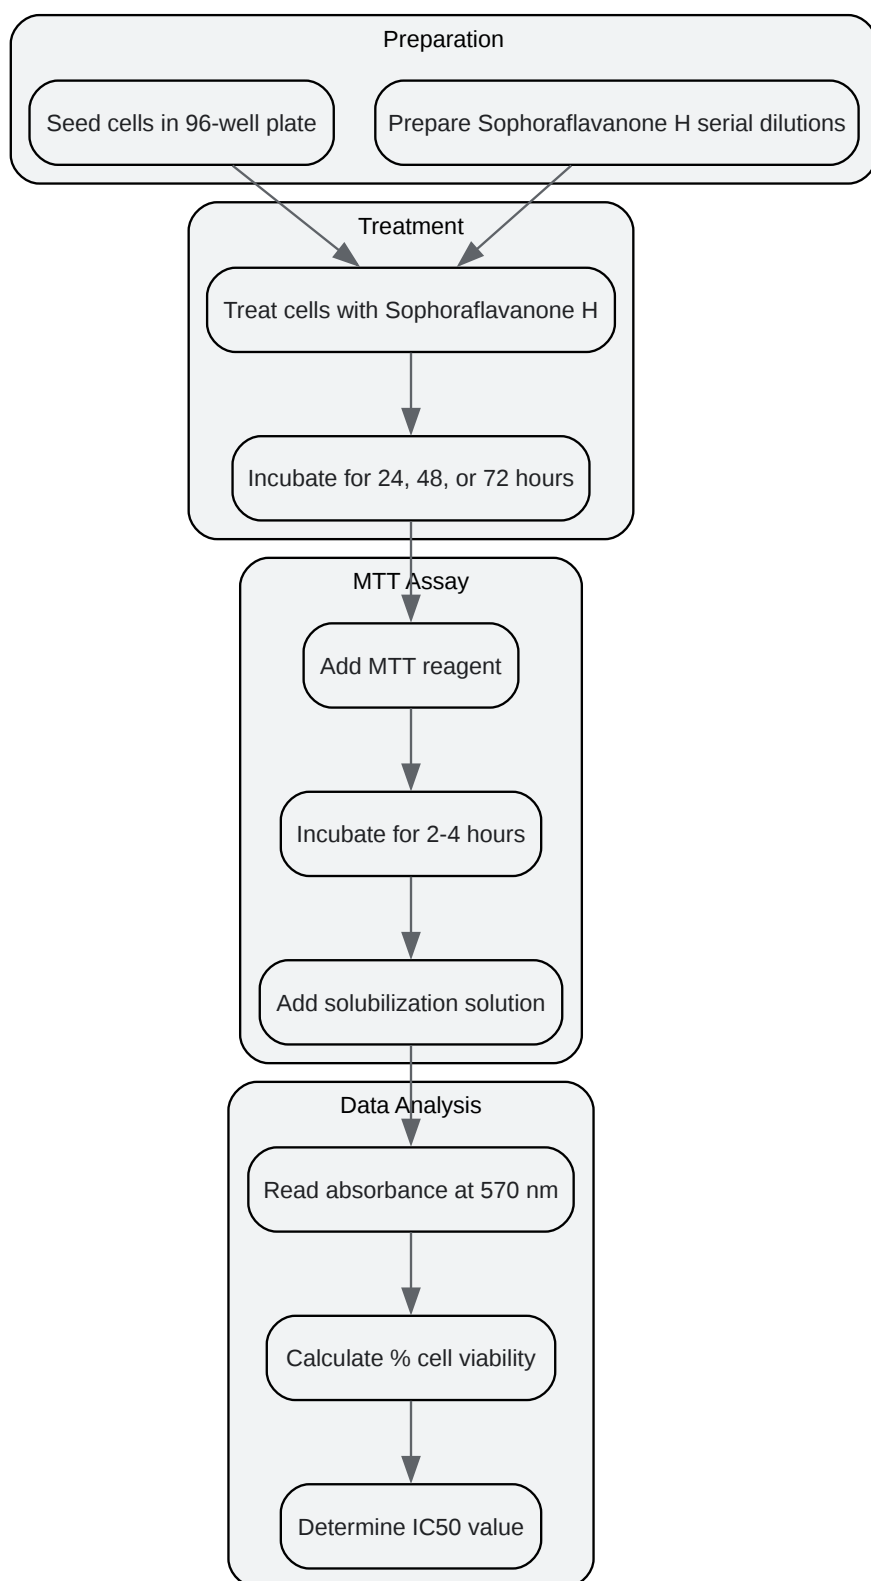 Preparation
Seed cells in 96-well plate
Prepare Sophoraflavanone H serial dilutions
Treatment
Treat cells with Sophoraflavanone H
Incubate for 24, 48, or 72 hours
MTT Assay
Add MTT reagent
Incubate for 2-4 hours
Add solubilization solution
Data Analysis
Read absorbance at 570 nm
Calculate % cell viability
Determine IC50 value